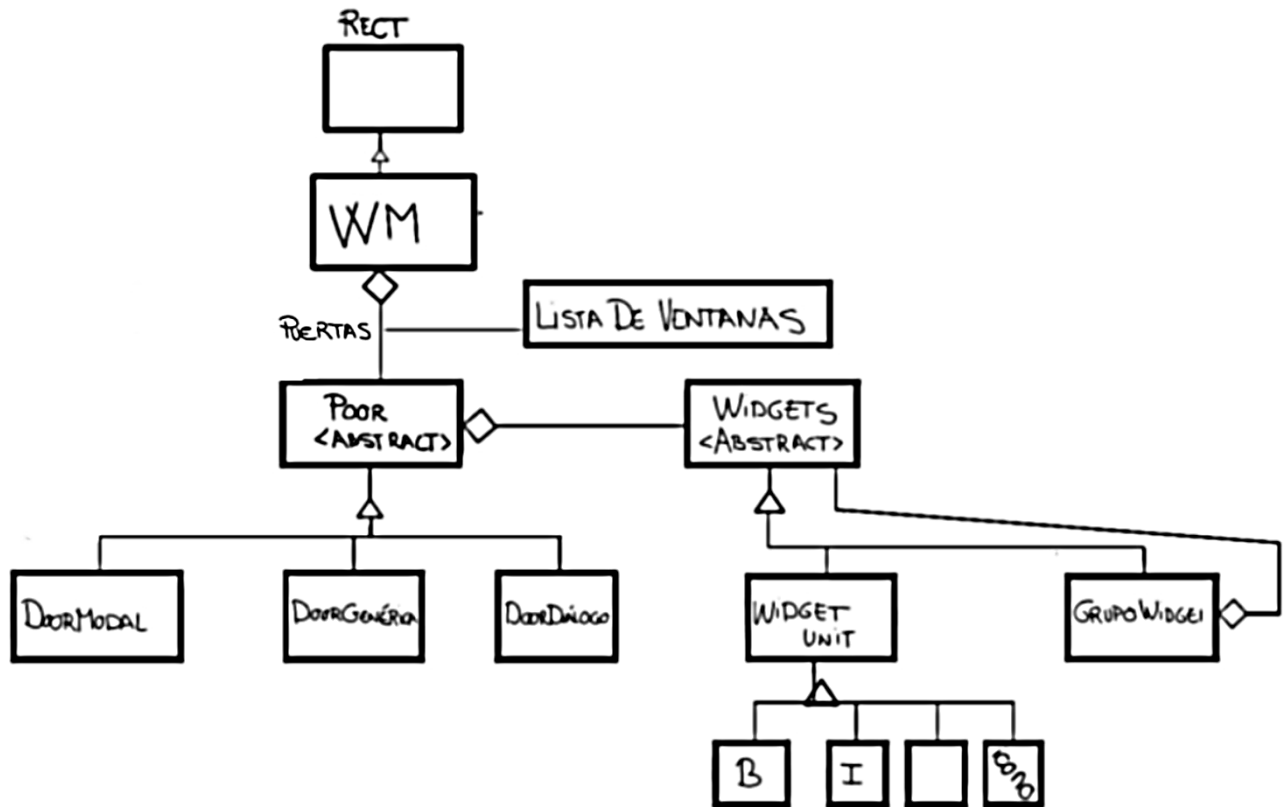 RECT
WM
PUERTAS
LISTA DE VENTANAS
POOR
<ABSTRACT>
WIDGETS
<ABSTRACT>
DOORMODAL
DOORGENÉRICA
DOORDIÁLOGO
WIDGET
UNIT
GRUPOWIDGET
B
I